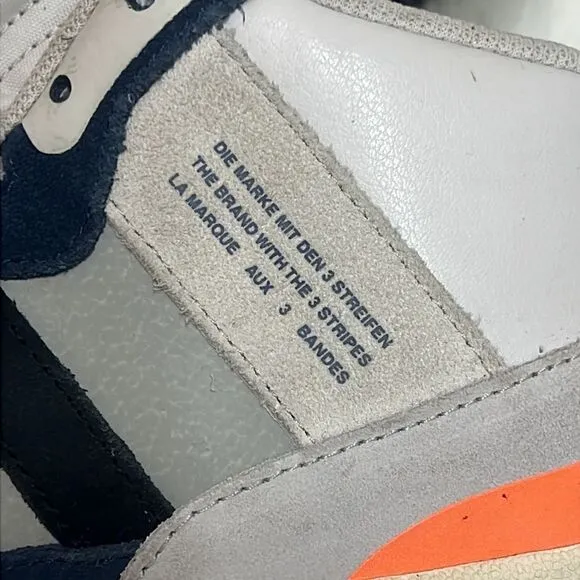 DIE MARKE MIT DEN 3 STREIFEN
THE BRAND WITH THE 3 STRIPES
LA MARQUE AUX 3 BANDES